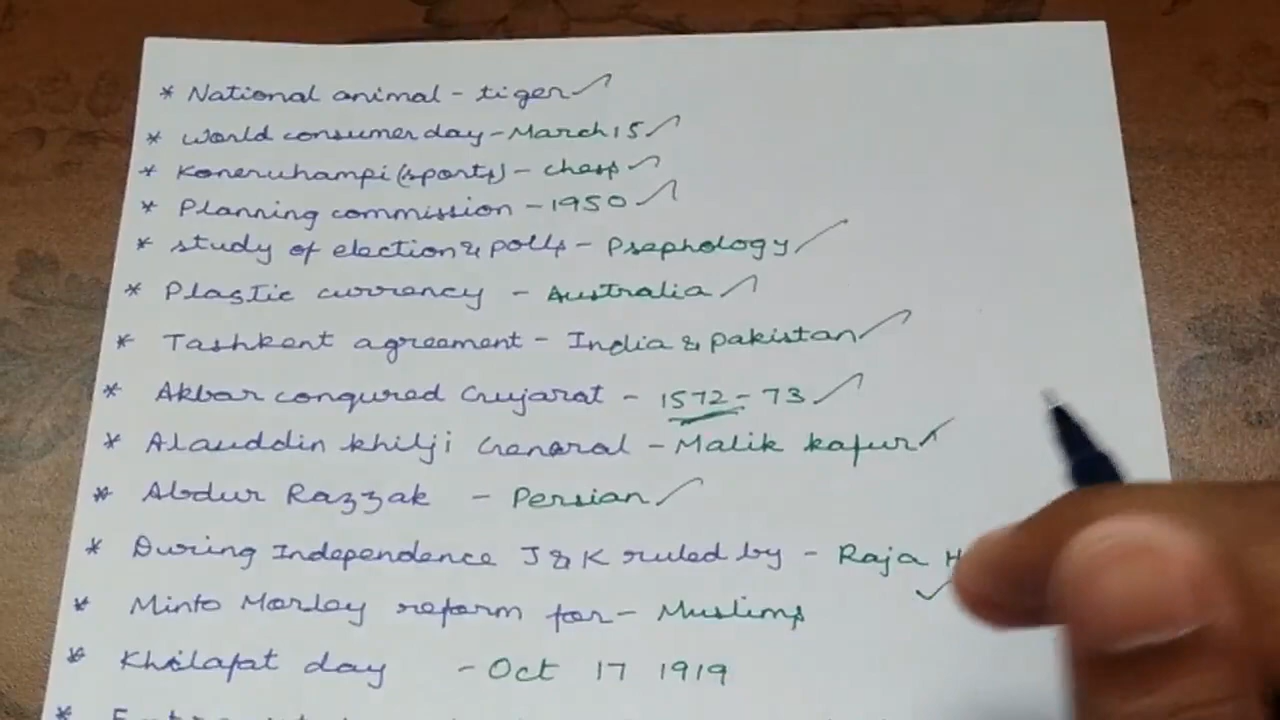 * National animal - tiger
* World consumer day - March 15
* Koneruhampi (sports) - chess
* Planning commission - 1950
* study of election & polls - Psephology
* Plastic currency - Australia
* Tashkent agreement - India & pakistan
* Akbar conqured Gujarat - 1572 - 73
* Alauddin khilji General - Malik kafur
* Abdur Razzak - Persian
* During Independence J & K ruled by - Raja H
* Minto Morley reform for - Muslims
* Khilafat day - Oct 17 1919
*